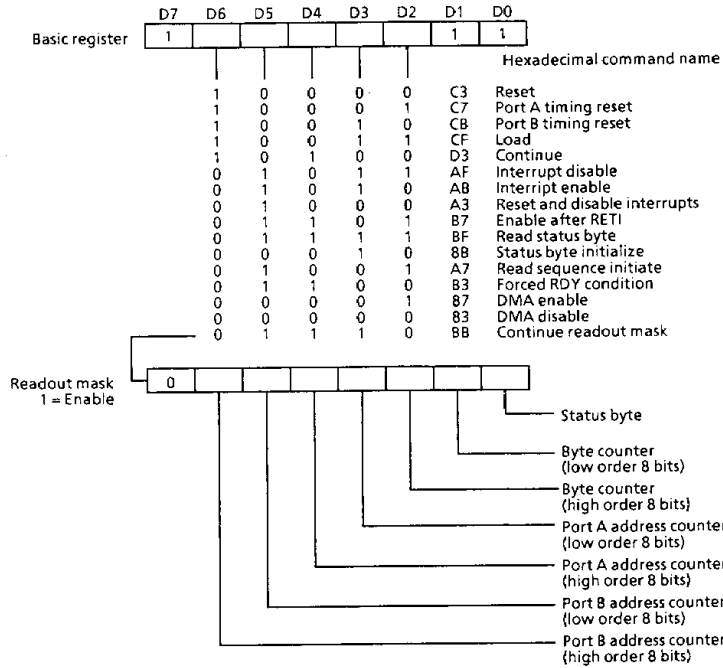 D7 D6 D5 D4 D3 D2 D1 D0
Basic register 1 1 1
Hexadecimal command name
1 0 0 0 0 C3 Reset
1 0 0 0 1 C7 Port A timing reset
1 0 0 1 0 CB Port B timing reset
1 0 0 1 1 CF Load
1 0 1 0 0 D3 Continue
0 1 0 1 1 AF Interrupt disable
0 1 0 1 0 AB Interript enable
0 1 0 0 0 A3 Reset and disable interrupts
0 1 1 0 1 B7 Enable after RETI
0 1 1 1 1 BF Read status byte
0 0 0 1 0 8B Status byte initialize
0 1 0 0 1 A7 Read sequence initiate
0 1 1 0 0 B3 Forced RDY condition
0 0 0 0 1 87 DMA enable
0 0 0 0 0 83 DMA disable
0 1 1 1 0 BB Continue readout mask
Readout mask 0
1 = Enable
Status byte
Byte counter
(low order 8 bits)
Byte counter
(high order 8 bits)
Port A address counter
(low order 8 bits)
Port A address counter
(high order 8 bits)
Port B address counter
(low order 8 bits)
Port B address counter
(high order 8 bits)